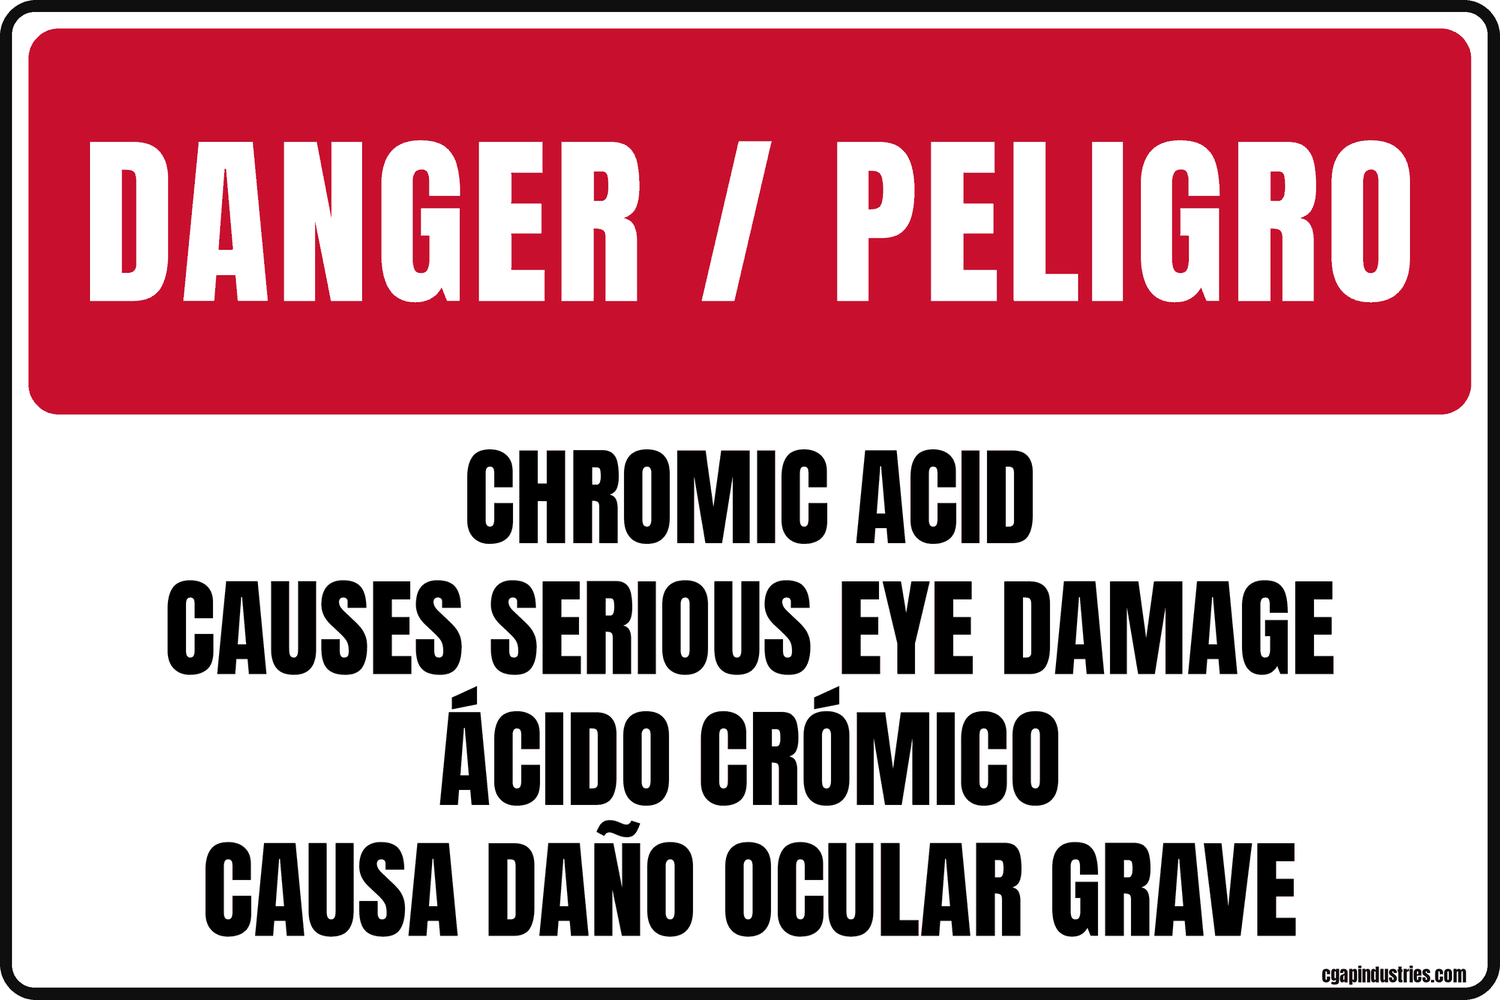 DANGER / PELIGRO
CHROMIC ACID
CAUSES SERIOUS EYE DAMAGE
ÁCIDO CRÓMICO
CAUSA DAÑO OCULAR GRAVE
cgapindustries.com